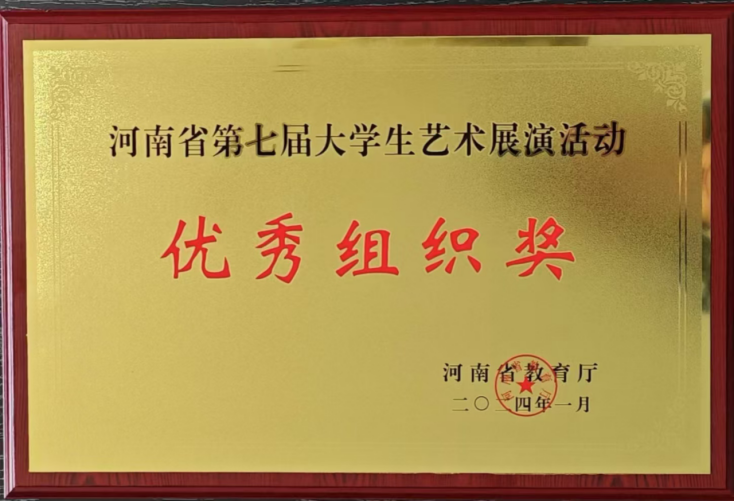 河南省第七届大学生艺术展演活动
优秀组织奖
河南省教育厅
二〇二四年一月